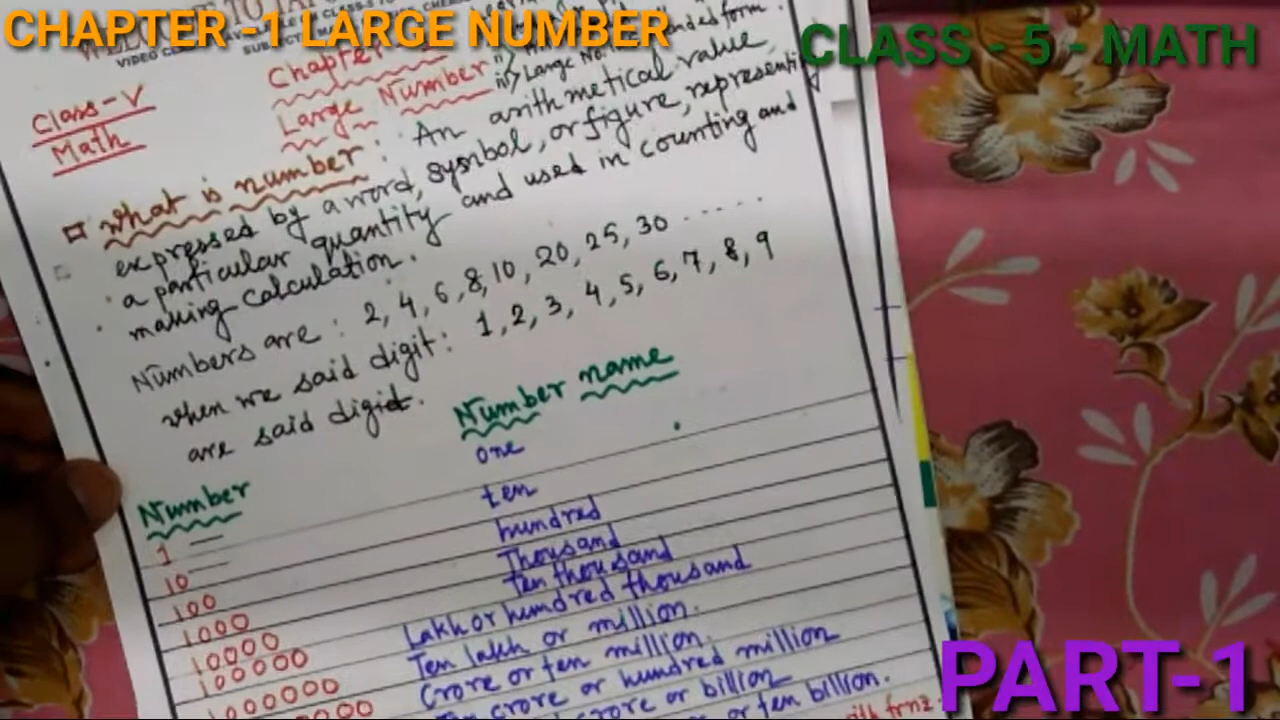 CHAPTER -1 LARGE NUMBER
CLASS - 5 - MATH
Class-V
Math
Chapter
Large Number
ii) Large No.
□ What is number : An arithmetical value,
expressed by a word, symbol, or figure, representing
a particular quantity and used in counting and
making calculation.
Numbers are : 2, 4, 6, 8, 10, 20, 25, 30 ......
when we said digit : 1, 2, 3, 4, 5, 6, 7, 8, 9
are said digit.
Number Number name
1 one
10 ten
100 hundred
1000 Thousand
10000 Ten thousand
100000 Lakh or hundred thousand
1000000 Ten lakh or million.
Crore or ten million.
crore or hundred million
crore or billion
or ten billion.
PART-1